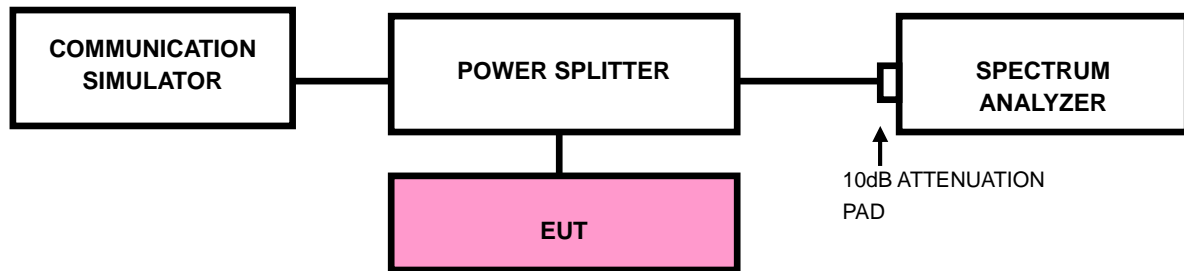 COMMUNICATION
SIMULATOR
POWER SPLITTER
SPECTRUM
ANALYZER
10dB ATTENUATION
PAD
EUT